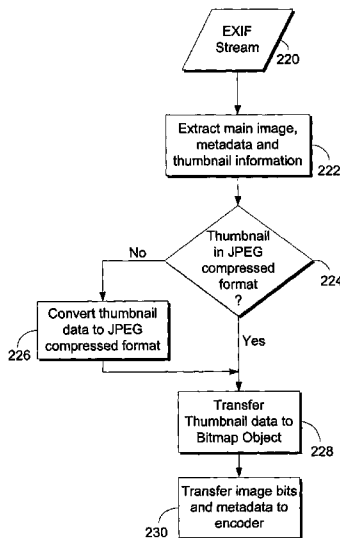 EXIF
Stream
220
Extract main image,
metadata and
thumbnail information
222
Thumbnail
in JPEG
compressed
format
?
224
No
Yes
Convert thumbnail
data to JPEG
compressed format
226
Transfer
Thumbnail data to
Bitmap Object
228
Transfer image bits
and metadata to
encoder
230